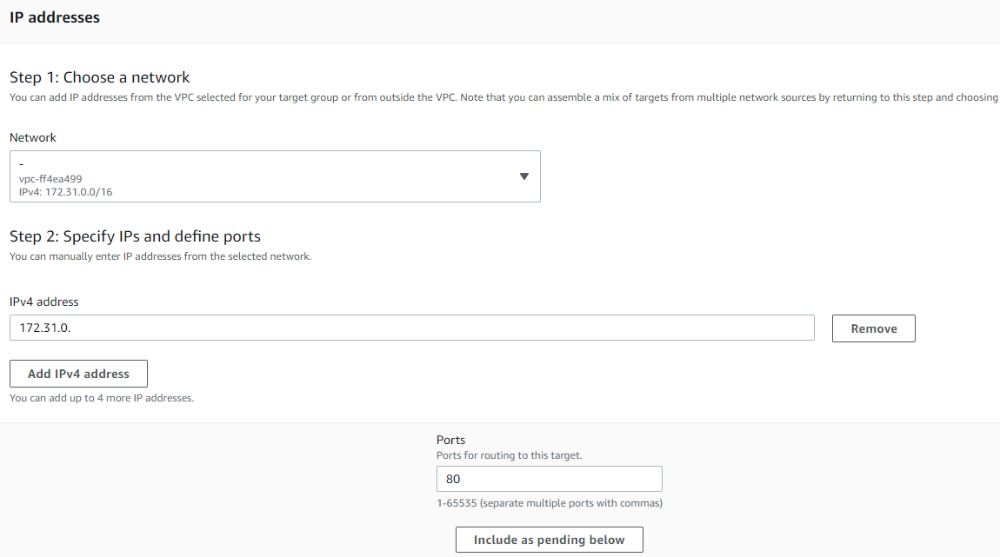 IP addresses
Step 1: Choose a network
You can add IP addresses from the VPC selected for your target group or from outside the VPC. Note that you can assemble a mix of targets from multiple network sources by returning to this step and choosing
Network
-
vpc-ff4ea499
IPv4: 172.31.0.0/16
Step 2: Specify IPs and define ports
You can manually enter IP addresses from the selected network.
IPv4 address
172.31.0.
Remove
Add IPv4 address
You can add up to 4 more IP addresses.
Ports
Ports for routing to this target.
80
1-65535 (separate multiple ports with commas)
Include as pending below